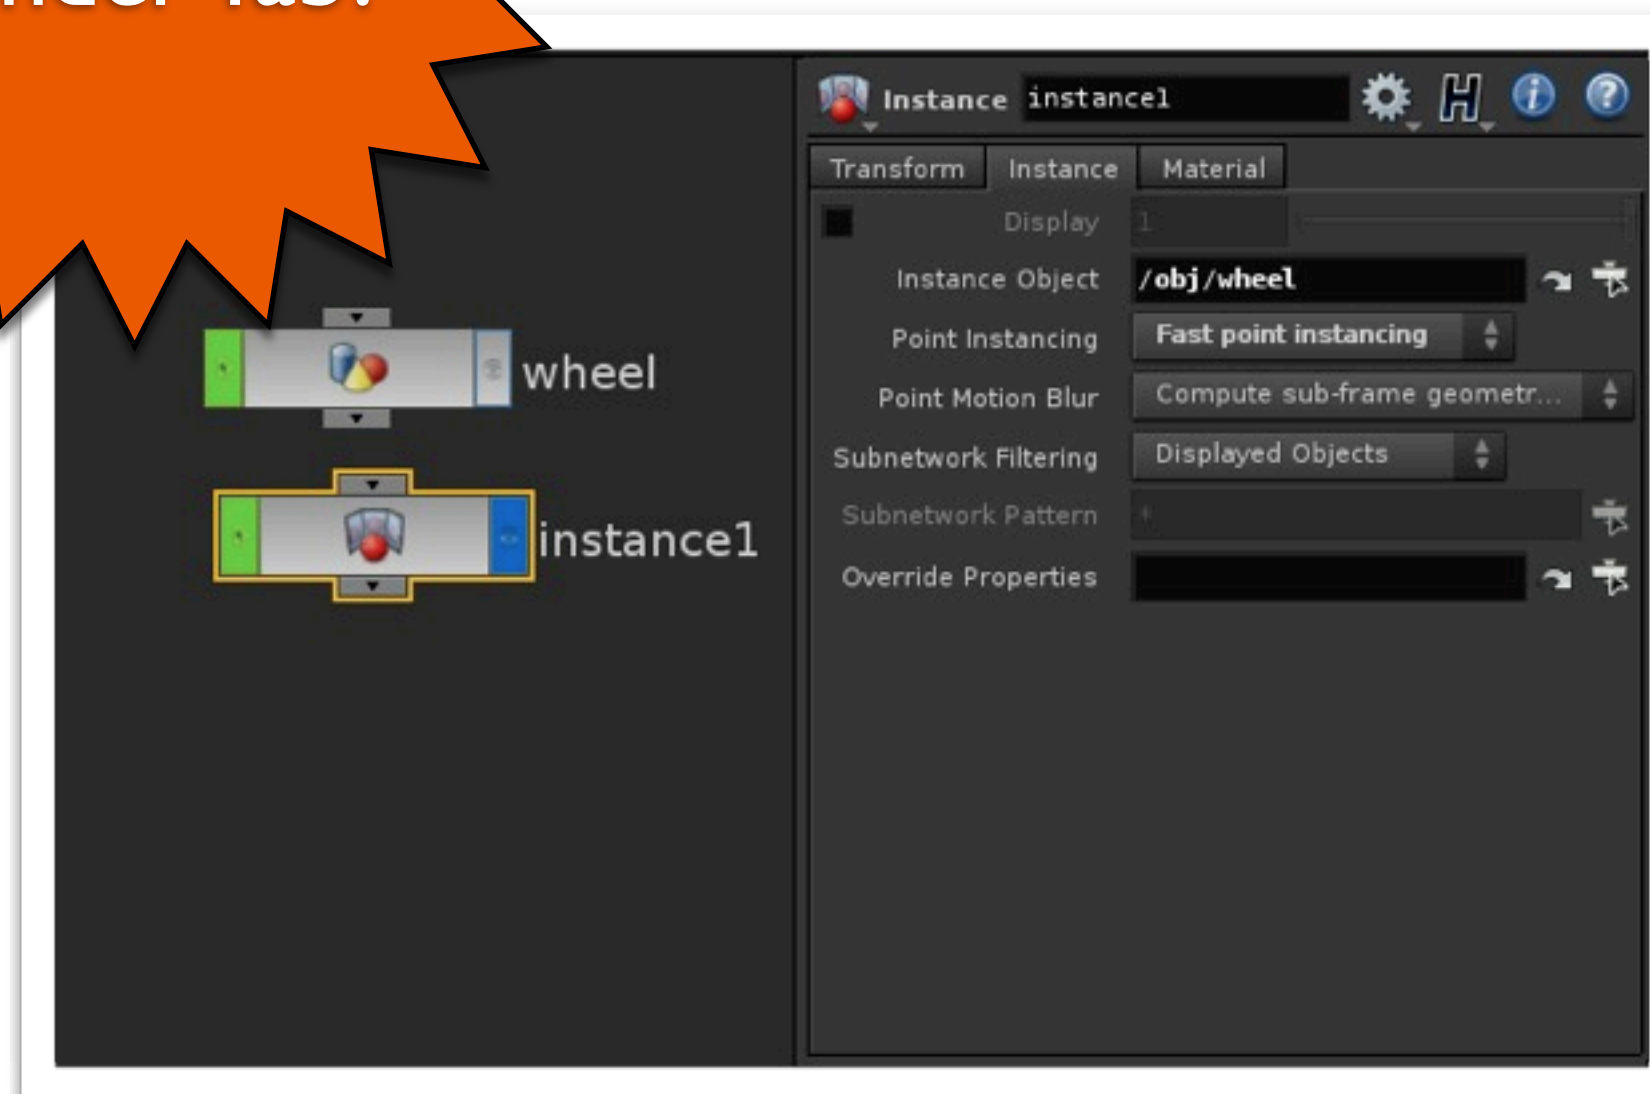 Instance instance1
Transform Instance Material
Display 1
Instance Object /obj/wheel
Point Instancing Fast point instancing
Point Motion Blur Compute sub-frame geometr...
Subnetwork Filtering Displayed Objects
Subnetwork Pattern *
Override Properties
wheel
instance1